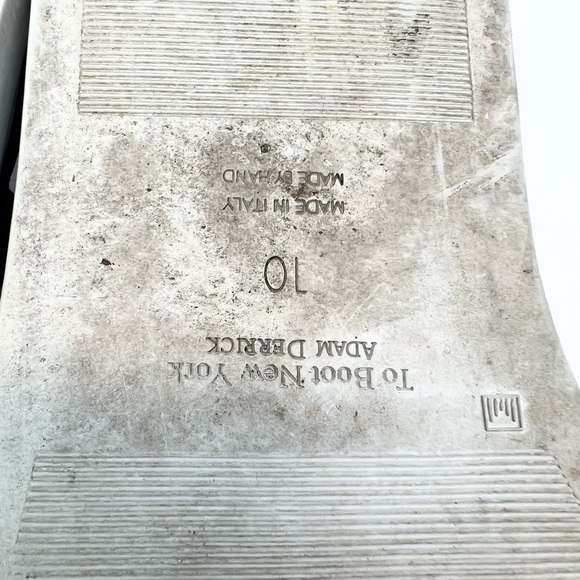 To Boot New York
ADAM DERRICK
10
MADE IN ITALY
MADE BY HAND